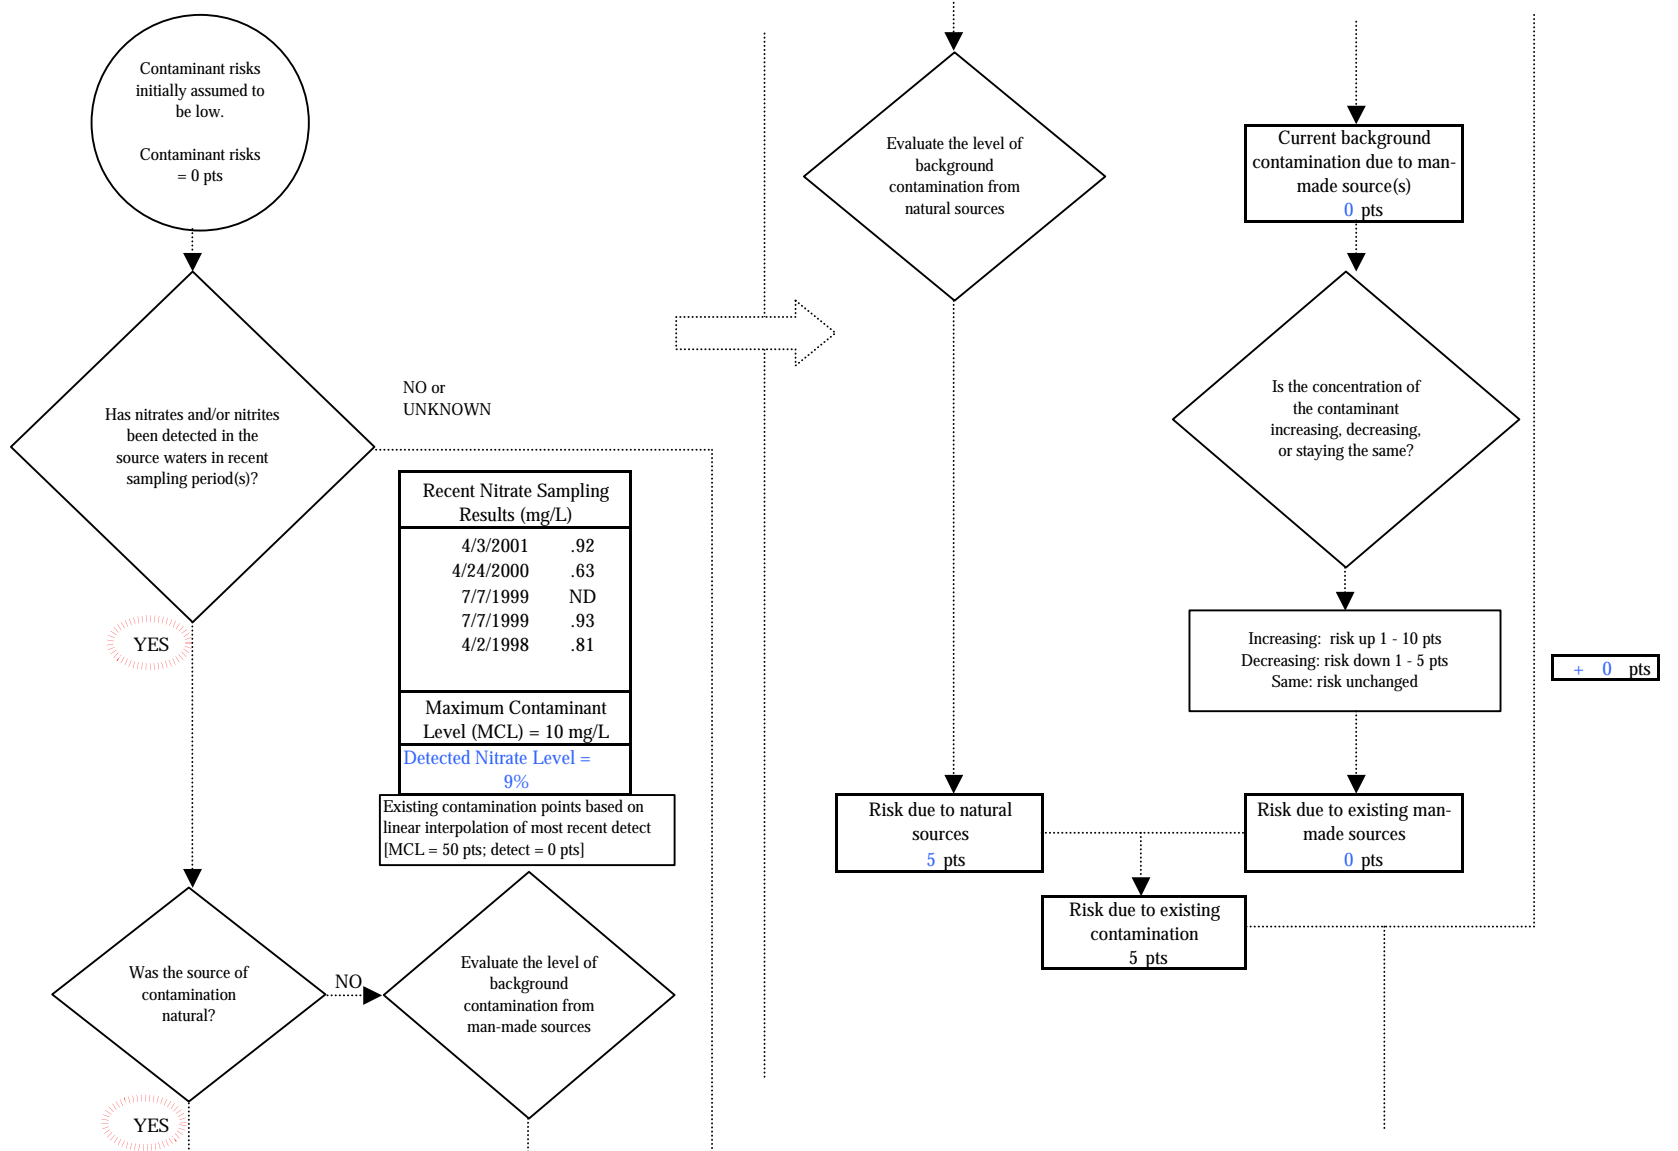 Contaminant risks
initially assumed to
be low.
Contaminant risks
= 0 pts
Has nitrates and/or nitrites
been detected in the
source waters in recent
sampling period(s)?
NO or
UNKNOWN
YES
Recent Nitrate Sampling
Results (mg/L)
4/3/2001 .92
4/24/2000 .63
7/7/1999 ND
7/7/1999 .93
4/2/1998 .81
Maximum Contaminant
Level (MCL) = 10 mg/L
Detected Nitrate Level =
9%
Existing contamination points based on
linear interpolation of most recent detect
[MCL = 50 pts; detect = 0 pts]
Was the source of
contamination
natural?
NO
YES
Evaluate the level of
background
contamination from
man-made sources
Evaluate the level of
background
contamination from
natural sources
Current background
contamination due to man-
made source(s)
0 pts
Is the concentration of
the contaminant
increasing, decreasing,
or staying the same?
Increasing: risk up 1 - 10 pts
Decreasing: risk down 1 - 5 pts
Same: risk unchanged
+ 0 pts
Risk due to natural
sources
5 pts
Risk due to existing man-
made sources
0 pts
Risk due to existing
contamination
5 pts